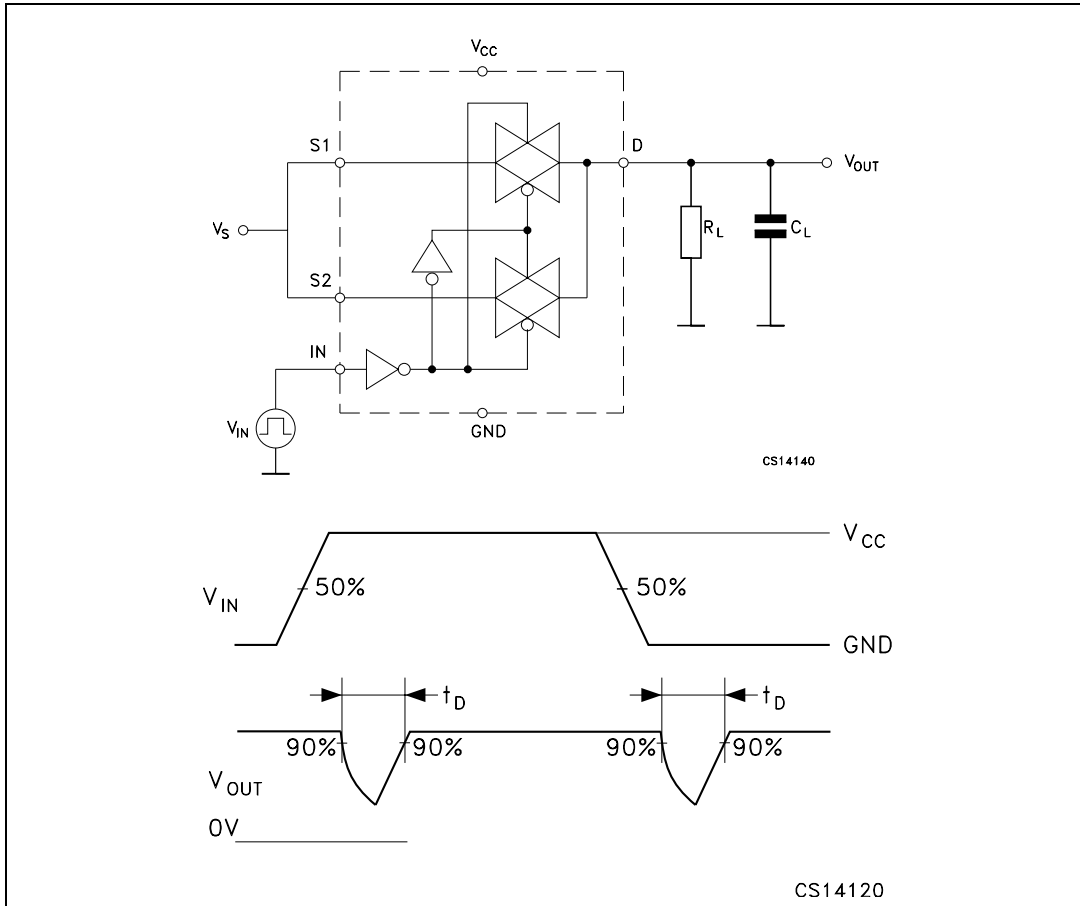 VCC
S1
D
VOUT
VS
RL
CL
S2
IN
VIN
GND
CS14140
VCC
50%
50%
VIN
GND
tD
tD
90%
90%
90%
90%
VOUT
0V
CS14120